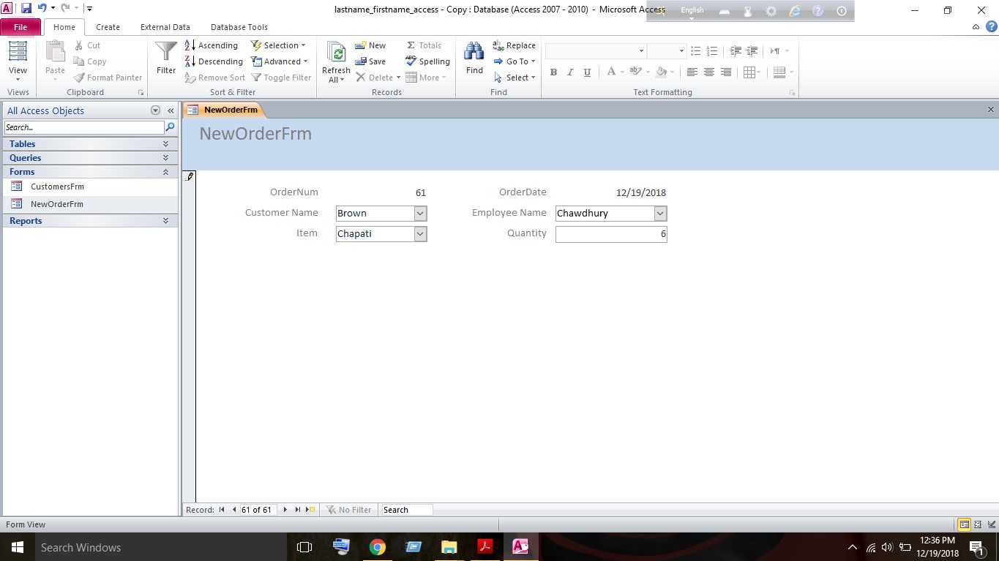 lastname_firstname_access - Copy : Database (Access 2007 - 2010) - Microsoft Access
English
File Home Create External Data Database Tools
View
Views
Paste
Cut
Copy
Format Painter
Clipboard
Filter
Ascending
Descending
Remove Sort
Selection
Advanced
Toggle Filter
Sort & Filter
Refresh All
New
Save
Delete
Totals
Spelling
More
Records
Find
Replace
Go To
Select
Find
B I U A ab
Text Formatting
All Access Objects
Search...
Tables
Queries
Forms
CustomersFrm
NewOrderFrm
Reports
NewOrderFrm
NewOrderFrm
OrderNum 61 OrderDate 12/19/2018
Customer Name Brown Employee Name Chawdhury
Item Chapati Quantity 6
Record: 61 of 61 No Filter Search
Form View
Search Windows
12:36 PM
12/19/2018
1